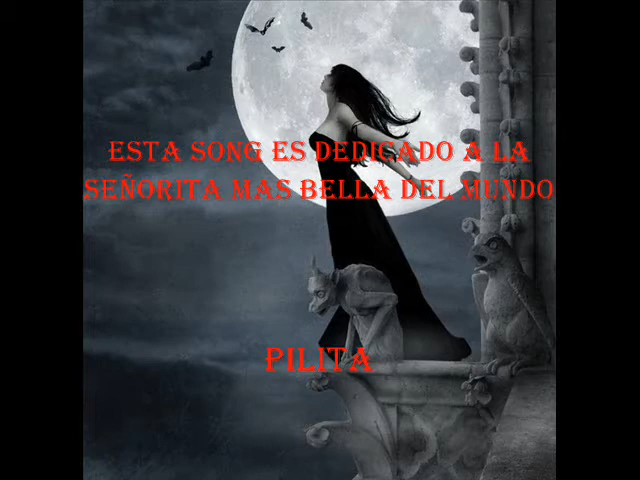 ESTA SONG ES DEDICADO A LA
SEÑORITA MAS BELLA DEL MUNDO
PILITA